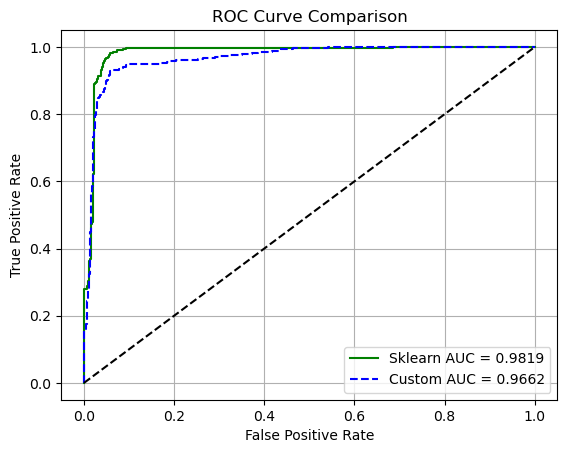 ROC Curve Comparison
True Positive Rate
1.0
0.8
0.6
0.4
0.2
0.0
Sklearn AUC = 0.9819
Custom AUC = 0.9662
0.0 0.2 0.4 0.6 0.8 1.0
False Positive Rate